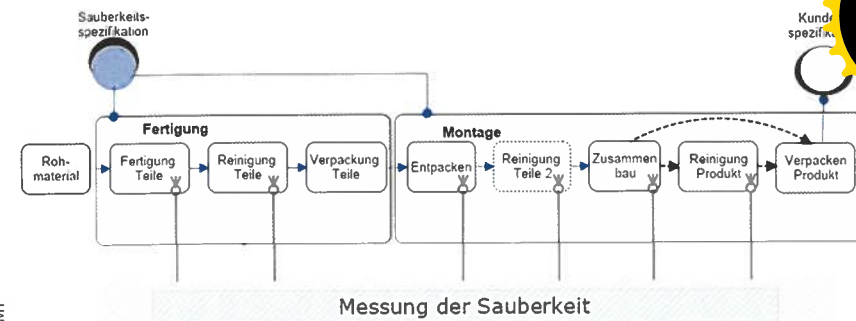 Sauberkeits-
spezifikation
Fertigung
Roh-
material
Fertigung
Teile
Reinigung
Teile
Verpackung
Teile
Montage
Entpacken
Reinigung
Teile 2
Zusammen
bau
Reinigung
Produkt
Verpacken
Produkt
Messung der Sauberkeit